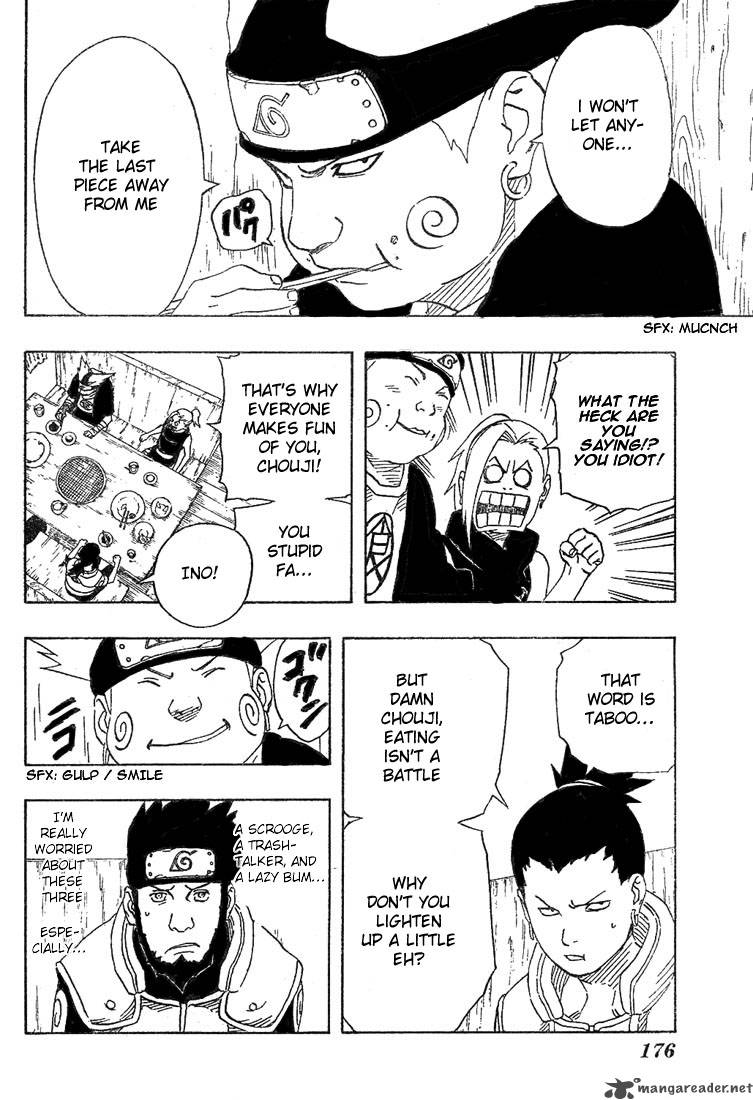 I WON'T
LET ANY-
ONE...
TAKE
THE LAST
PIECE AWAY
FROM ME
パク
SFX: MUCNCH
WHAT THE
HECK ARE
YOU
SAYING!?
YOU IDIOT!
THAT'S WHY
EVERYONE
MAKES FUN
OF YOU,
CHOUJI!
YOU
STUPID
FA...
INO!
THAT
WORD IS
TABOO...
BUT
DAMN
CHOUJI,
EATING
ISN'T A
BATTLE
WHY
DON'T YOU
LIGHTEN
UP A LITTLE
EH?
ゴク
ニコ
SFX: GULP / SMILE
A SCROOGE,
A TRASH-
TALKER, AND
A LAZY BUM...
I'M
REALLY
WORRIED
ABOUT
THESE
THREE
ESPE-
CIALLY...
176
mangareader.net